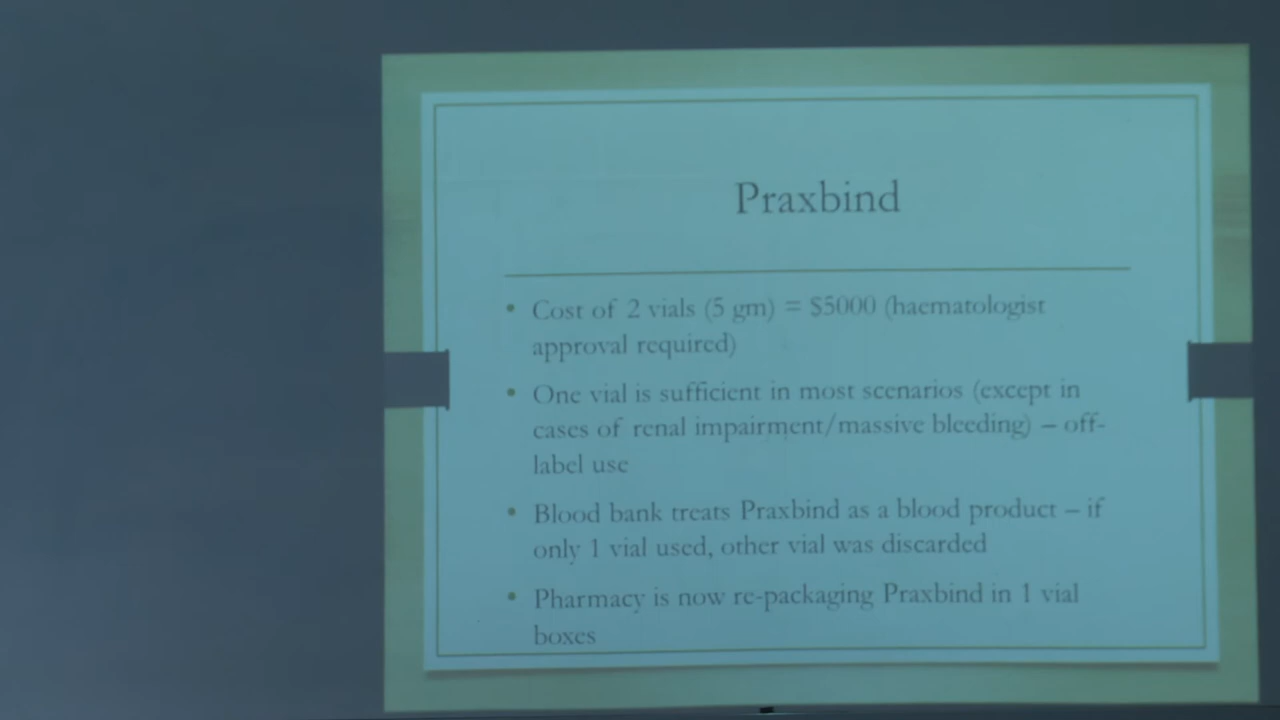 Praxbind
• Cost of 2 vials (5 gm) = $5000 (haematologist
approval required)
• One vial is sufficient in most scenarios (except in
cases of renal impairment/massive bleeding) – off-
label use
• Blood bank treats Praxbind as a blood product – if
only 1 vial used, other vial was discarded
• Pharmacy is now re-packaging Praxbind in 1 vial
boxes